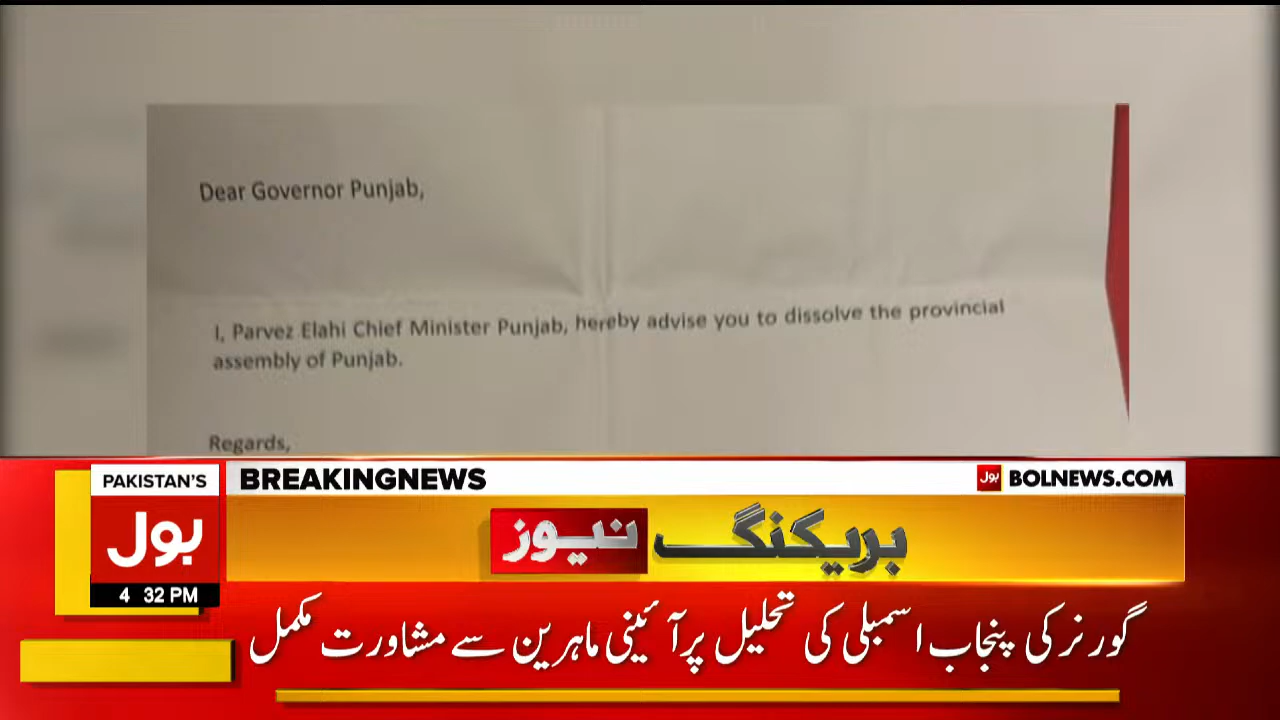 Dear Governor Punjab,
I, Parvez Elahi Chief Minister Punjab, hereby advise you to dissolve the provincial
assembly of Punjab.
Regards,
PAKISTAN'S
بول
4 32 PM
BREAKINGNEWS
بول BOLNEWS.COM
بریکنگ نیوز
گورنر کی پنجاب اسمبلی کی تحلیل پر آئینی ماہرین سے مشاورت مکمل